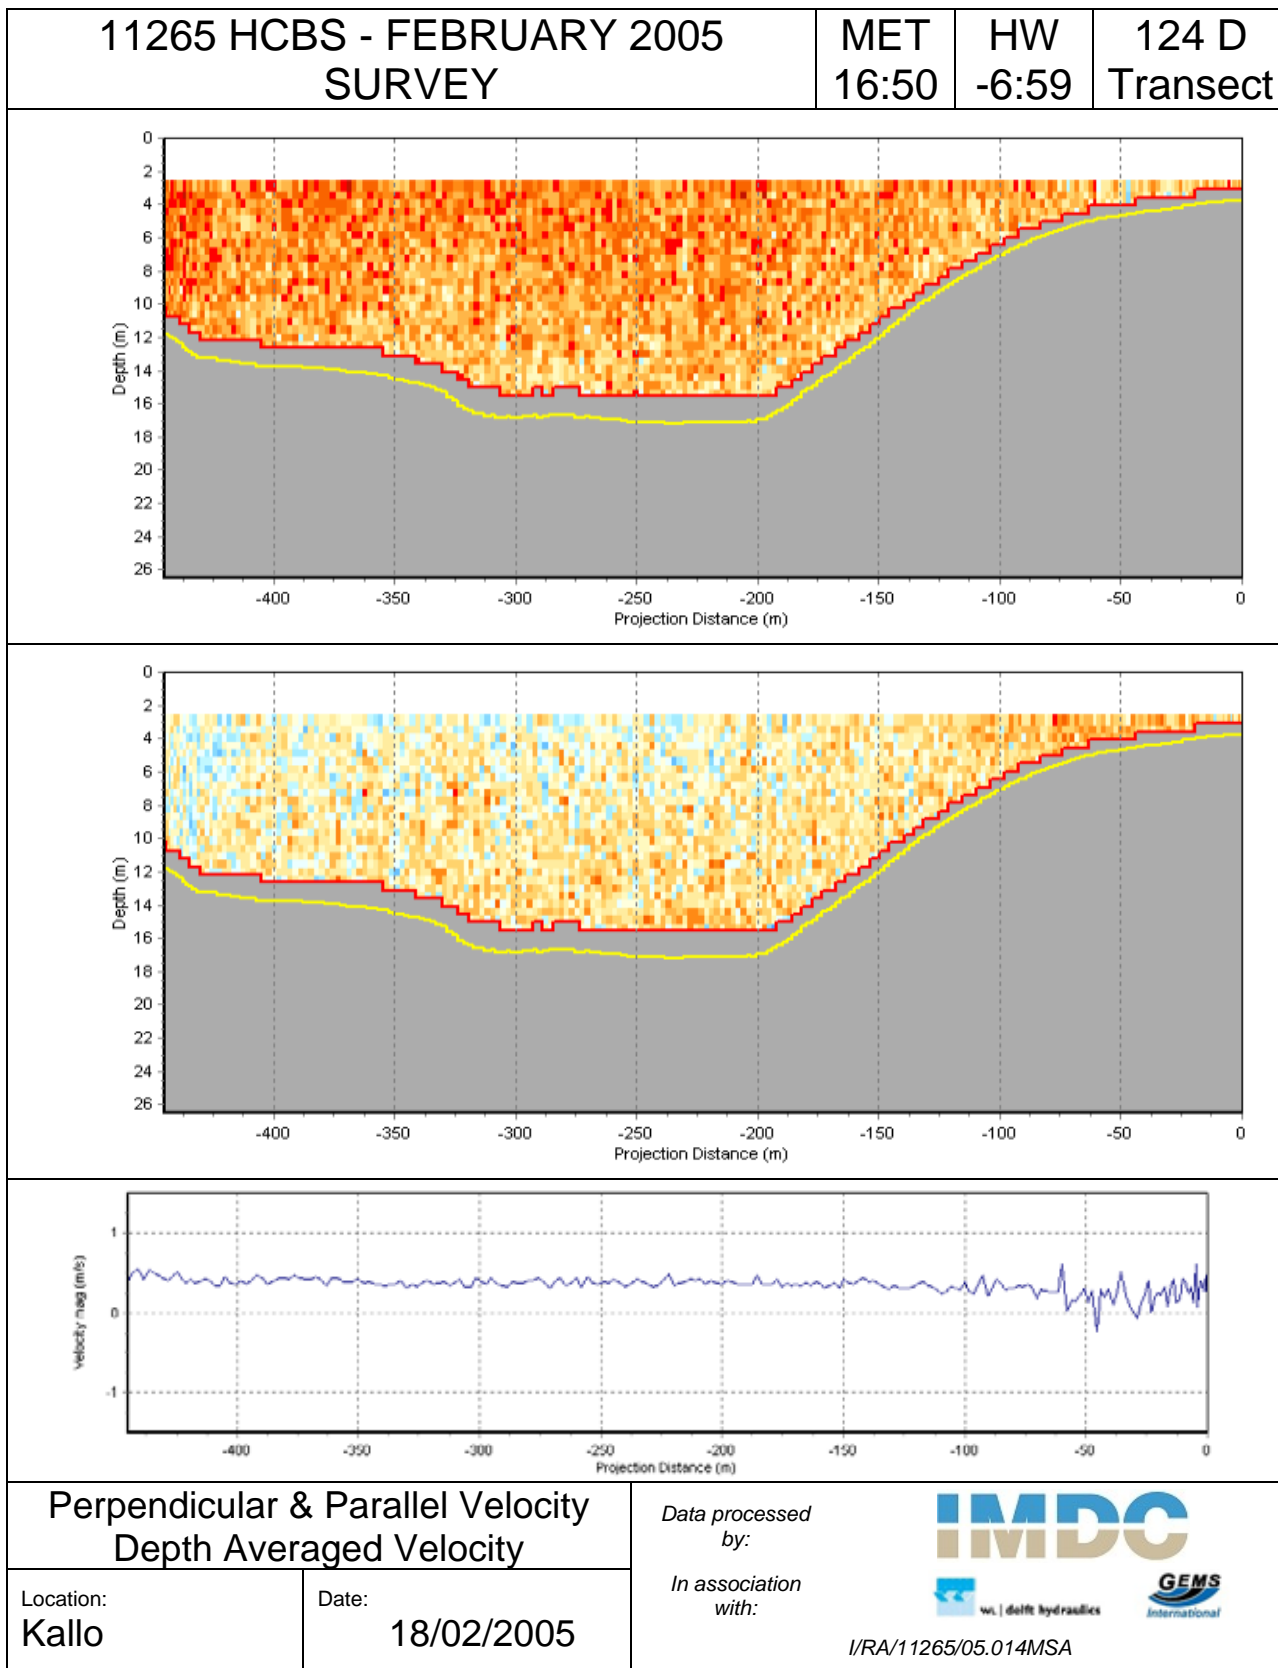 11265 HCBS - FEBRUARY 2005
SURVEY
MET
16:50
HW
-6:59
124 D
Transect
0
2
4
6
8
10
12
14
16
18
20
22
24
26
Depth (m)
-400 -350 -300 -250 -200 -150 -100 -50 0
Projection Distance (m)
0
2
4
6
8
10
12
14
16
18
20
22
24
26
Depth (m)
-400 -350 -300 -250 -200 -150 -100 -50 0
Projection Distance (m)
1
0
-1
Velocity mag (m/s)
-400 -350 -300 -250 -200 -150 -100 -50 0
Projection Distance (m)
Perpendicular & Parallel Velocity
Depth Averaged Velocity
Location:
Kallo
Date:
18/02/2005
Data processed
by:
In association
with:
IMDC
wl | delft hydraulics
GEMS
International
I/RA/11265/05.014MSA